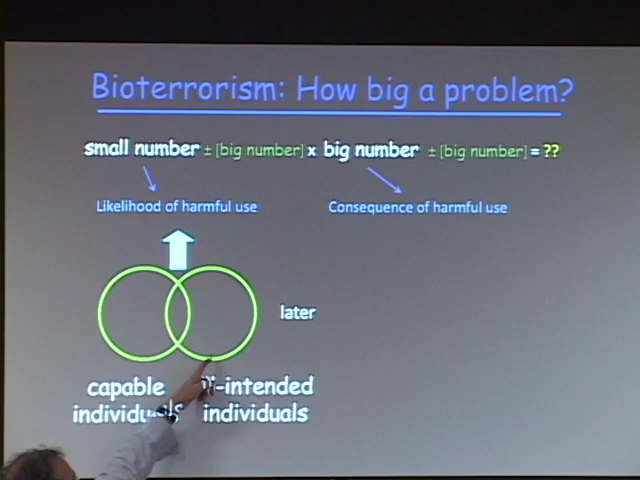 Bioterrorism: How big a problem?
small number ± [big number] x big number ± [big number] = ??
Likelihood of harmful use
Consequence of harmful use
later
capable
individuals
-intended
individuals